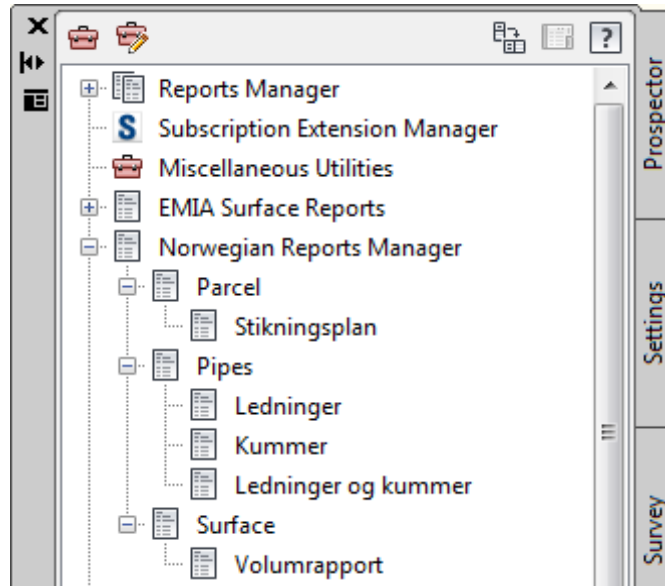 Reports Manager
S Subscription Extension Manager
Miscellaneous Utilities
EMIA Surface Reports
Norwegian Reports Manager
Parcel
Stikningsplan
Pipes
Ledninger
Kummer
Ledninger og kummer
Surface
Volumrapport
?
Prospector
Settings
Survey